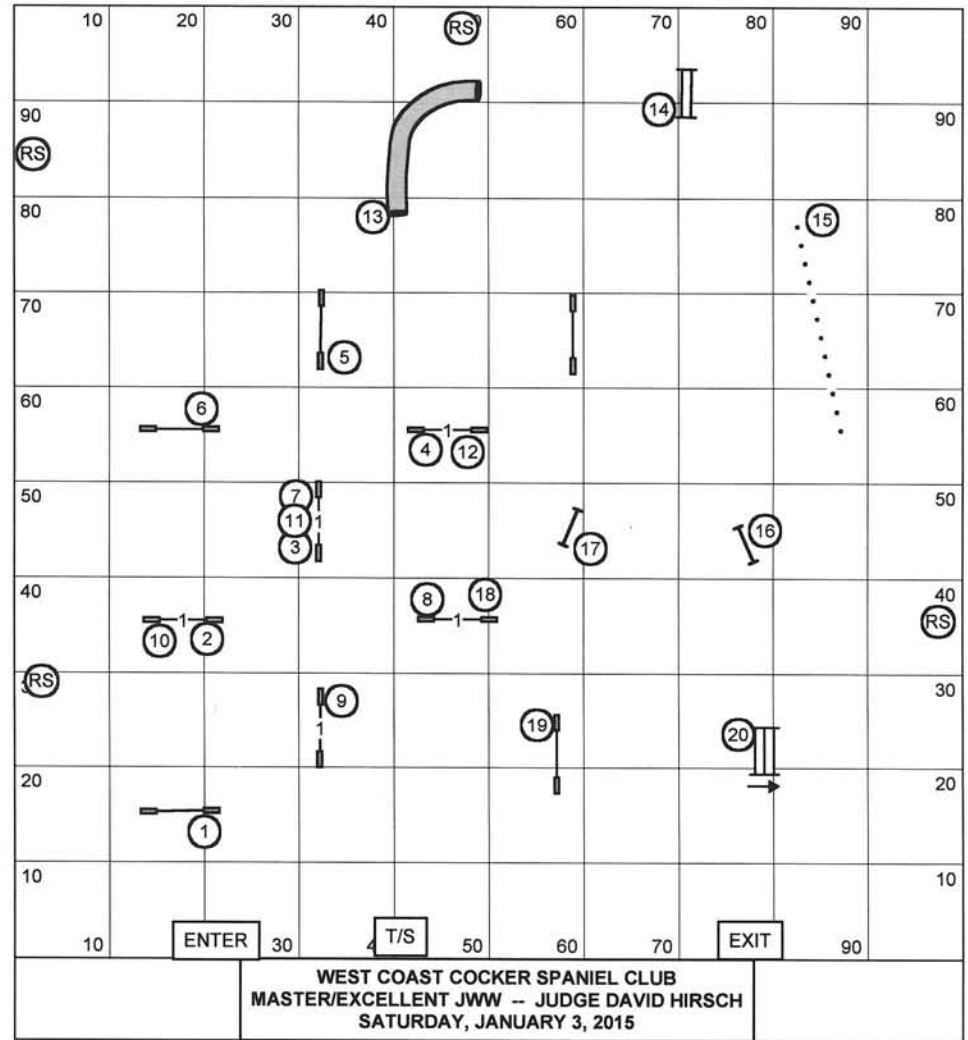 10 20 30 40 50 60 70 80 90
RS
14
90 90
RS
80 80
13 15
70 70
5
60 60
6
4 1 12
50 50
7
11 1 16
3 17
40 40
8 18
1 1
10 2 RS
RS 30
9 19
1 20
20 20
1
10 10
10 ENTER 30 T/S 50 60 70 EXIT 90
WEST COAST COCKER SPANIEL CLUB
MASTER/EXCELLENT JWW -- JUDGE DAVID HIRSCH
SATURDAY, JANUARY 3, 2015